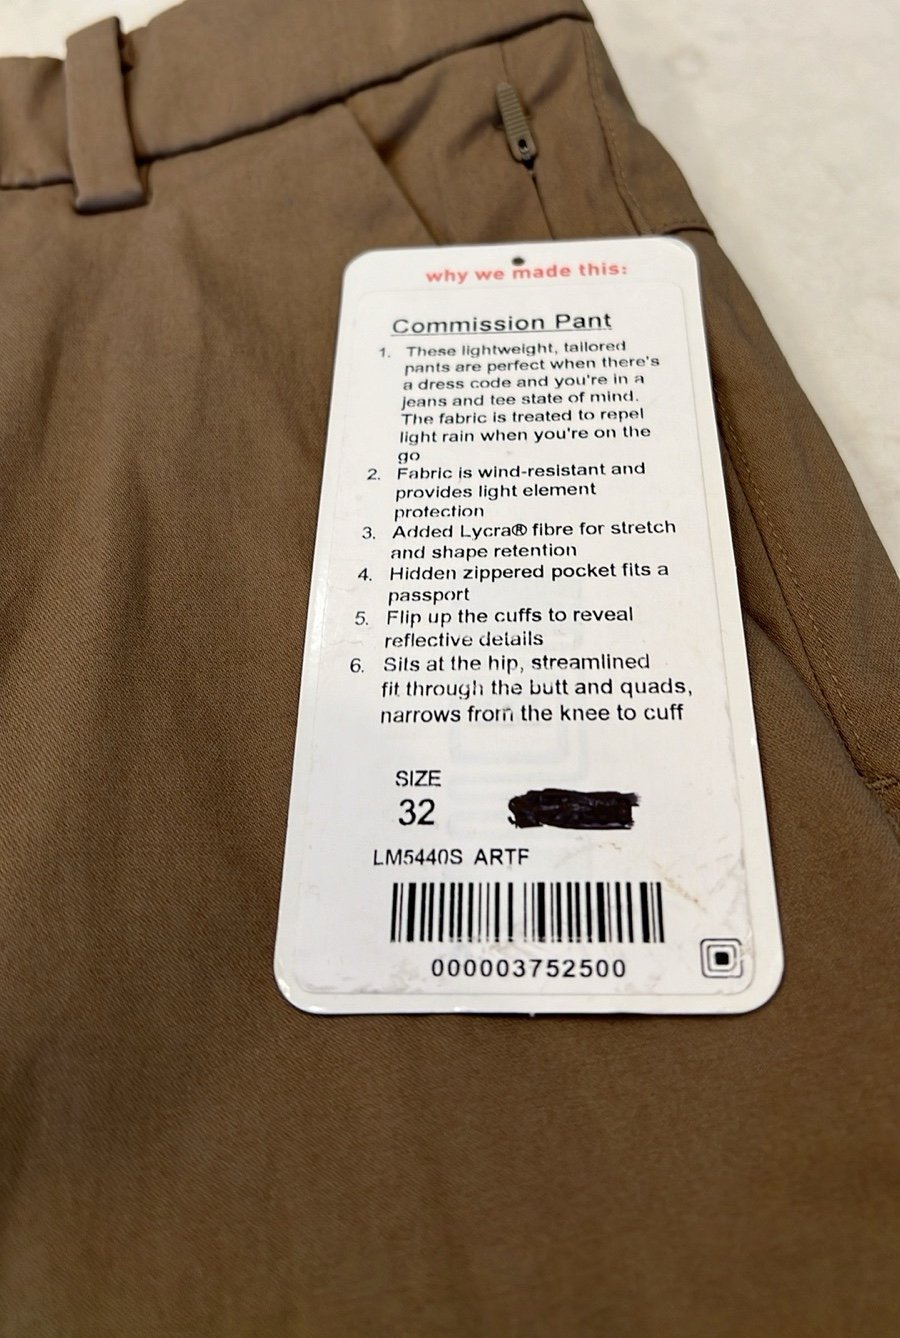 why we made this:
Commission Pant
1. These lightweight, tailored
pants are perfect when there's
a dress code and you're in a
jeans and tee state of mind.
The fabric is treated to repel
light rain when you're on the
go
2. Fabric is wind-resistant and
provides light element
protection
3. Added Lycra® fibre for stretch
and shape retention
4. Hidden zippered pocket fits a
passport
5. Flip up the cuffs to reveal
reflective details
6. Sits at the hip, streamlined
fit through the butt and quads,
narrows from the knee to cuff
SIZE
32
LM5440S ARTF
000003752500